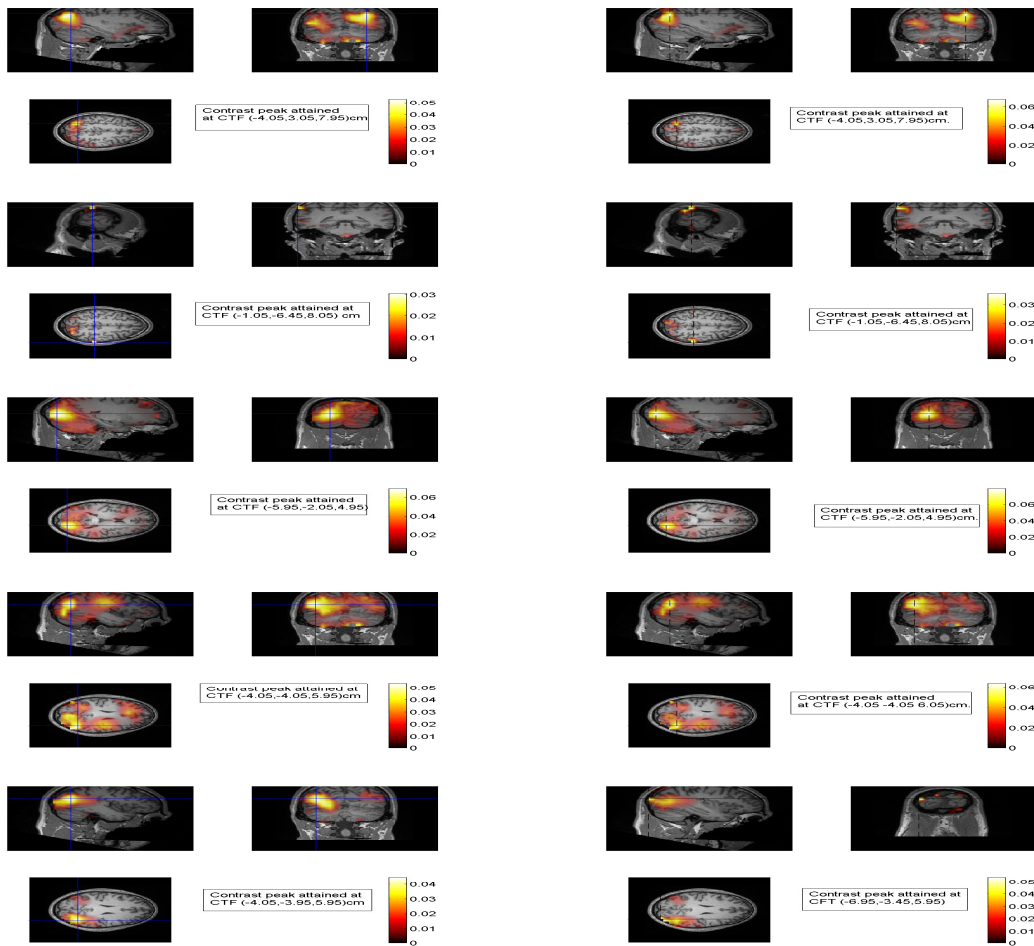 Contrast peak attained
at CTF (-4.05,3.05,7.95)cm
0.05
0.04
0.03
0.02
0.01
0
Contrast peak attained at
CTF (-4.05,3.05,7.95)cm.
0.06
0.04
0.02
0
Contrast peak attained at
CTF (-1.05,-6.45,8.05) cm
0.03
0.02
0.01
0
Contrast peak attained at
CTF (-1.05,-6.45,8.05)cm
0.03
0.02
0.01
0
Contrast peak attained
at CTF (-5.95,-2.05,4.95)
0.06
0.04
0.02
0
Contrast peak attained at
CTF (-5.95,-2.05,4.95)cm.
0.06
0.04
0.02
0
Contrast peak attained at
CTF (-4.05,-4.05,5.95)cm
0.05
0.04
0.03
0.02
0.01
0
Contrast peak attained
at CTF (-4.05 -4.05 6.05)cm.
0.06
0.04
0.02
0
Contrast peak attained at
CTF (-4.05,-3.95,5.95)cm
0.04
0.03
0.02
0.01
0
Contrast peak attained at
CFT (-6.95,-3.45,5.95)
0.05
0.04
0.03
0.02
0.01
0